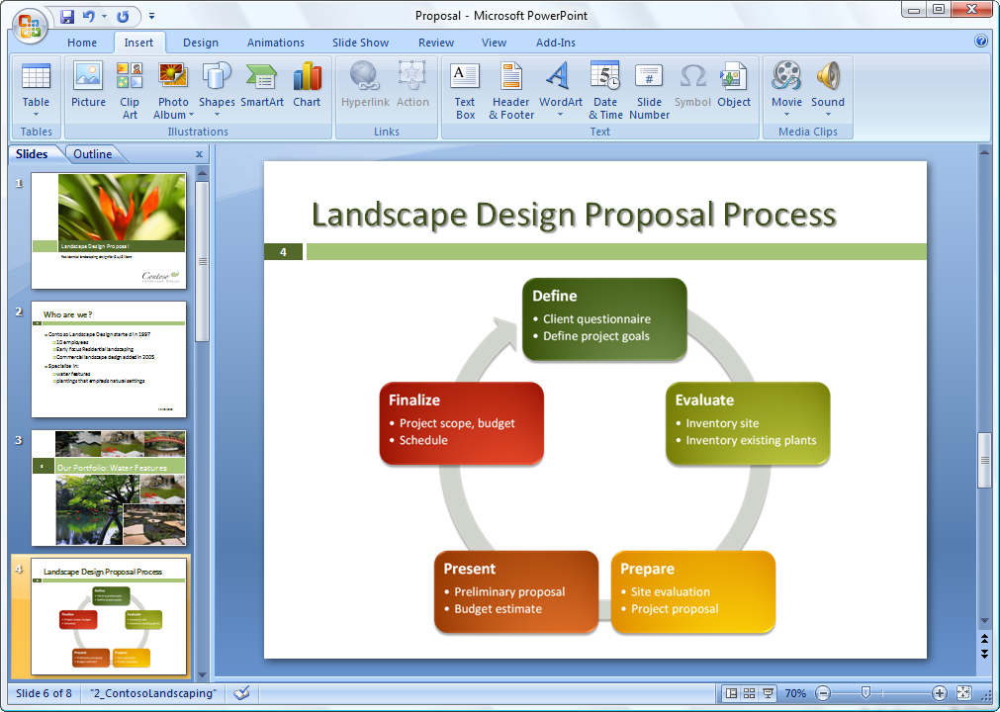 Proposal - Microsoft PowerPoint
Home Insert Design Animations Slide Show Review View Add-Ins
Table Picture Clip Art Photo Album Shapes SmartArt Chart Hyperlink Action Text Box Header & Footer WordArt Date & Time Slide Number Symbol Object Movie Sound
Tables Illustrations Links Text Media Clips
Slides Outline x
1
Landscape Design Proposal
Contoso
Landscape Design
2
Who are we?
Contoso Landscape Design started in 1997
10 employees
Early focus Residential landscaping
Commercial landscape design added in 2005
Specialize in:
water features
plantings that emphasis natural settings
3
Our Portfolio: Water Features
4
Landscape Design Proposal Process
Define
Finalize
Evaluate
Present
Prepare
Landscape Design Proposal Process
4
Define
• Client questionnaire
• Define project goals
Evaluate
• Inventory site
• Inventory existing plants
Prepare
• Site evaluation
• Project proposal
Present
• Preliminary proposal
• Budget estimate
Finalize
• Project scope, budget
• Schedule
Slide 6 of 8 "2_ContosoLandscaping" 70%